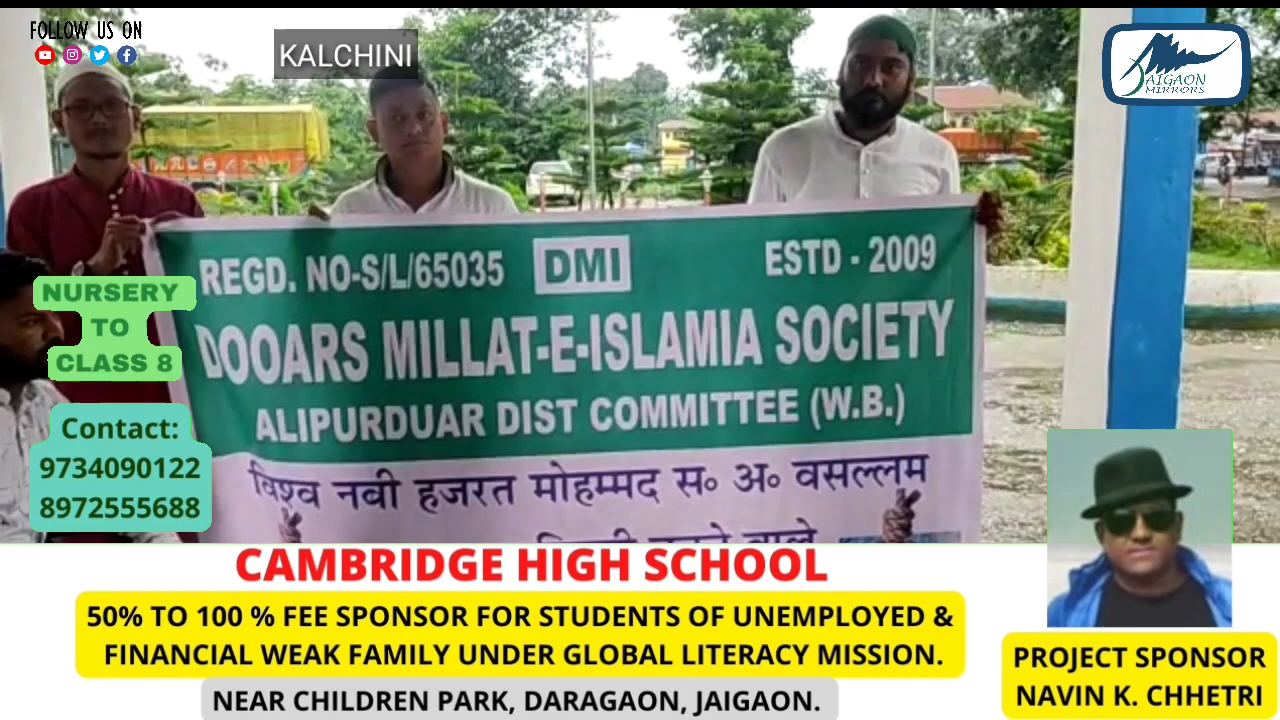 FOLLOW US ON
KALCHINI
JAIGAON
MIRRORS
REGD. NO-S/L/65035
DMI
ESTD - 2009
DOOARS MILLAT-E-ISLAMIA SOCIETY
ALIPURDUAR DIST COMMITTEE (W.B.)
विश्व नबी हजरत मोहम्मद स० अ० वसल्लम
NURSERY
TO
CLASS 8
Contact:
9734090122
8972555688
CAMBRIDGE HIGH SCHOOL
50% TO 100 % FEE SPONSOR FOR STUDENTS OF UNEMPLOYED &
FINANCIAL WEAK FAMILY UNDER GLOBAL LITERACY MISSION.
NEAR CHILDREN PARK, DARAGAON, JAIGAON.
PROJECT SPONSOR
NAVIN K. CHHETRI